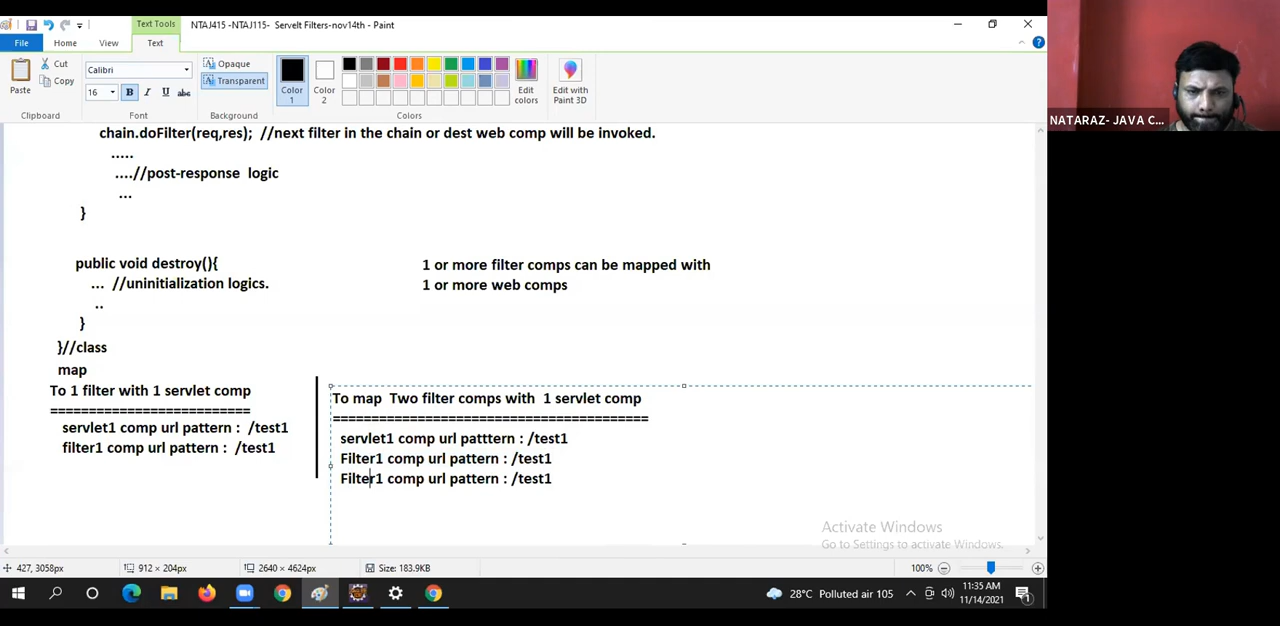 Text Tools
NTAJ415 -NTAJ115- Servelt Filters-nov14th - Paint
File
Home
View
Text
Paste
Cut
Copy
Clipboard
Calibri
16
B I U abc
Font
Opaque
Transparent
Background
Color 1
Color 2
Edit colors
Edit with Paint 3D
Colors
NATARAZ- JAVA C...
chain.doFilter(req,res); //next filter in the chain or dest web comp will be invoked.
.....
....//post-response logic
...
}
public void destroy(){
... //uninitialization logics.
..
}
}//class
1 or more filter comps can be mapped with
1 or more web comps
map
To 1 filter with 1 servlet comp
=========================
servlet1 comp url pattern : /test1
filter1 comp url pattern : /test1
To map Two filter comps with 1 servlet comp
=======================================
servlet1 comp url patttern : /test1
Filter1 comp url pattern : /test1
Filter1 comp url pattern : /test1
Activate Windows
Go to Settings to activate Windows.
427, 3058px
912 × 204px
2640 × 4624px
Size: 183.9KB
100%
28°C Polluted air 105
11:35 AM
11/14/2021
1